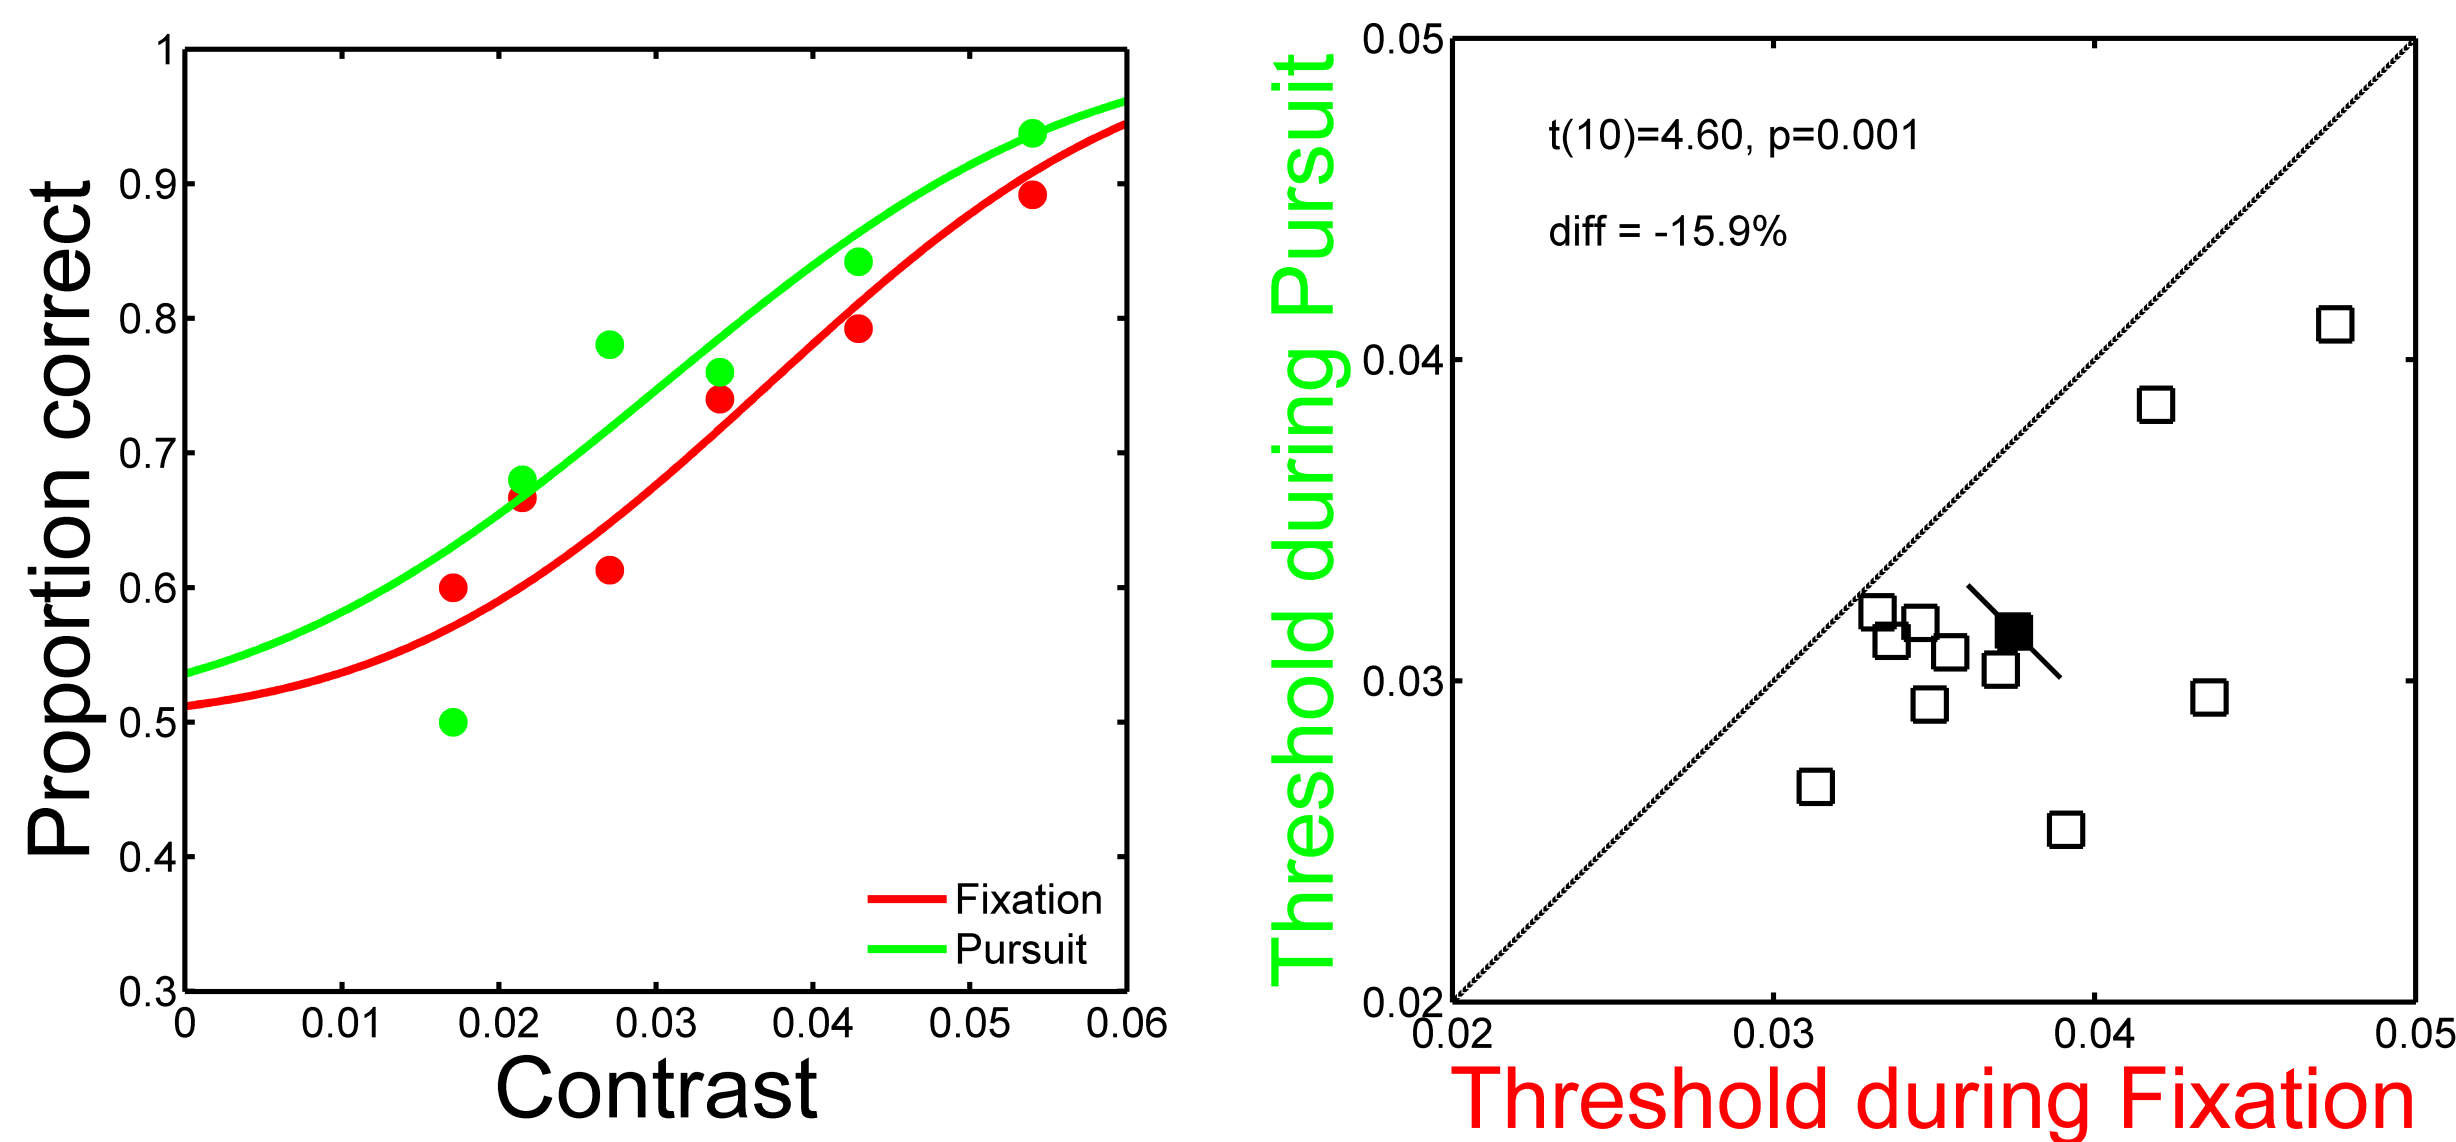 Proportion correct
1
0.9
0.8
0.7
0.6
0.5
0.4
0.3
0 0.01 0.02 0.03 0.04 0.05 0.06
Contrast
Fixation
Pursuit
Threshold during Pursuit
0.05
0.04
0.03
0.02
t(10)=4.60, p=0.001
diff = -15.9%
0.02 0.03 0.04 0.05
Threshold during Fixation